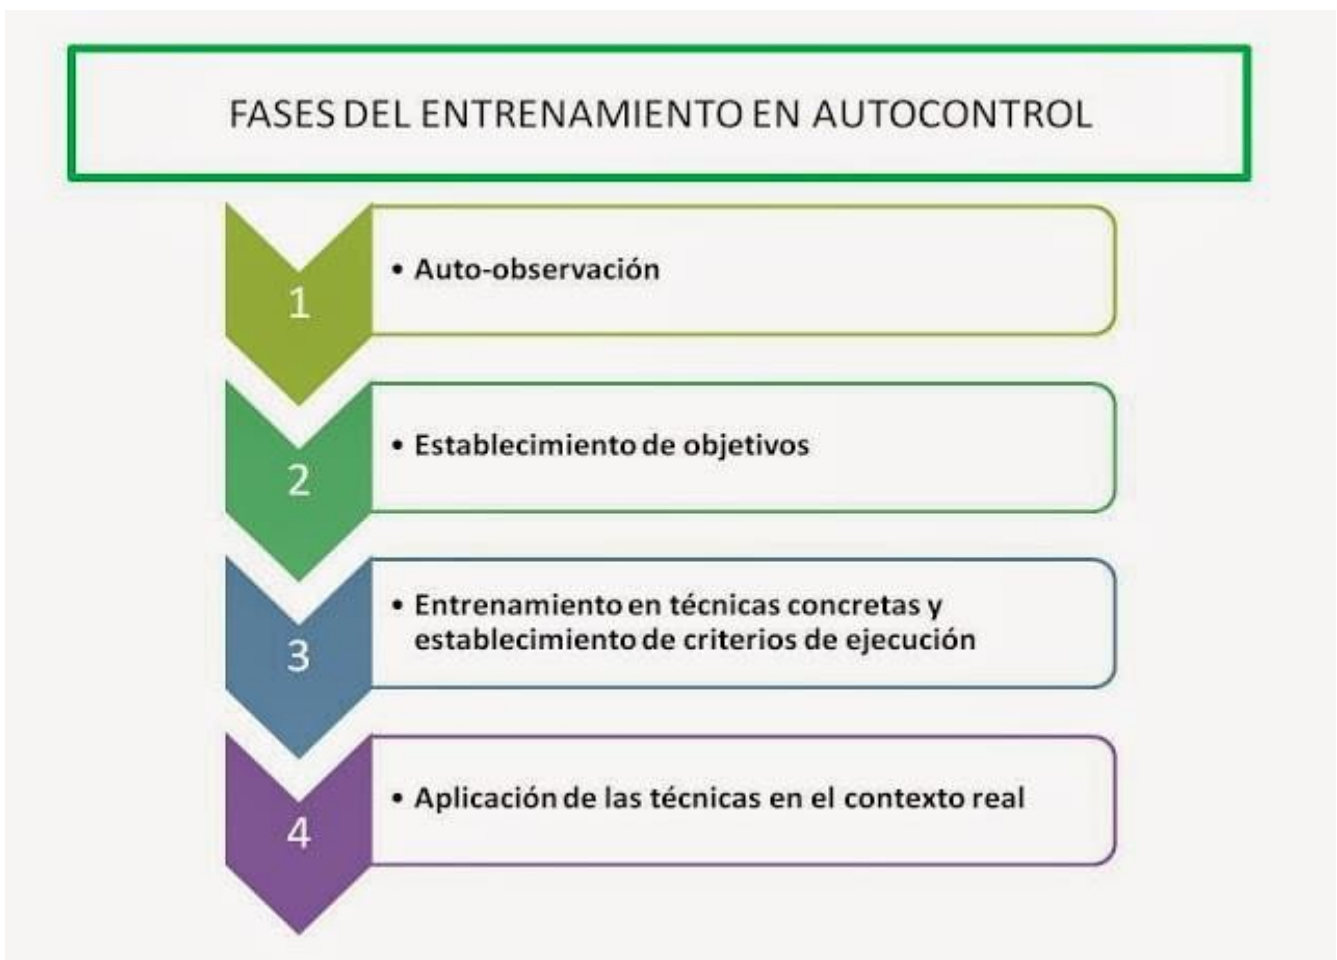 FASES DEL ENTRENAMIENTO EN AUTOCONTROL
1
• Auto-observación
2
• Establecimiento de objetivos
3
• Entrenamiento en técnicas concretas y
establecimiento de criterios de ejecución
4
• Aplicación de las técnicas en el contexto real